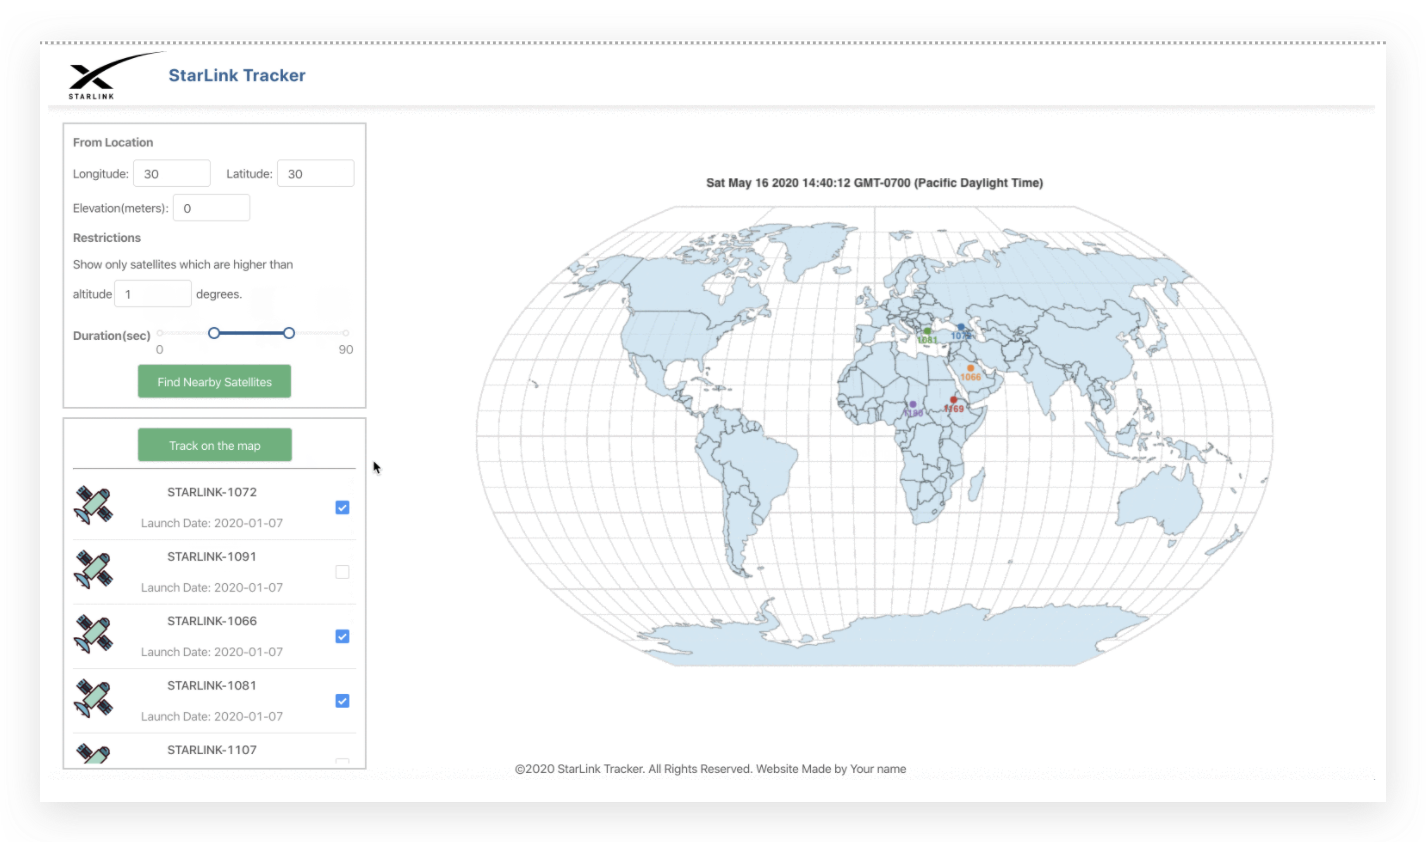 STARLINK
StarLink Tracker
From Location
Longitude: 30 Latitude: 30
Elevation(meters): 0
Restrictions
Show only satellites which are higher than
altitude 1 degrees.
Duration(sec)
0 90
Find Nearby Satellites
Track on the map
STARLINK-1072
Launch Date: 2020-01-07
STARLINK-1091
Launch Date: 2020-01-07
STARLINK-1066
Launch Date: 2020-01-07
STARLINK-1081
Launch Date: 2020-01-07
STARLINK-1107
Sat May 16 2020 14:40:12 GMT-0700 (Pacific Daylight Time)
1081
1066
1169
©2020 StarLink Tracker. All Rights Reserved. Website Made by Your name